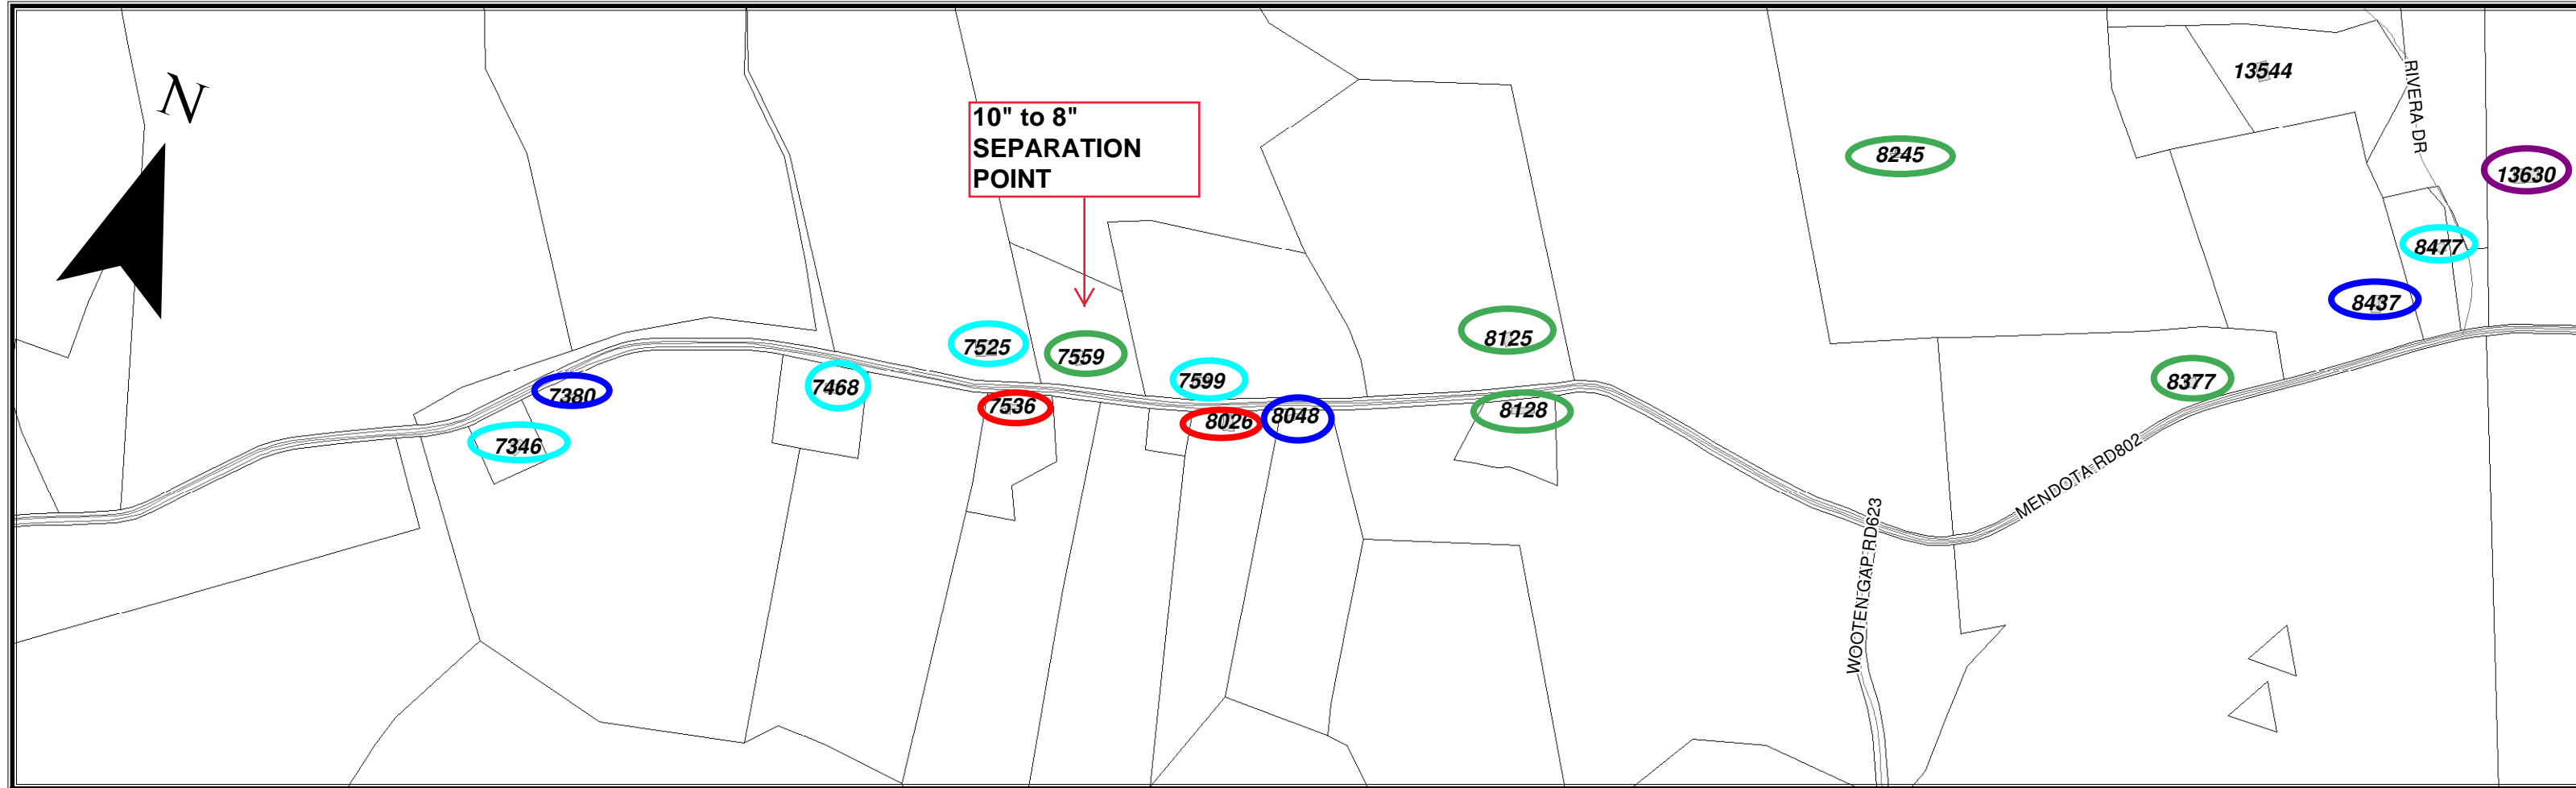 N
10" to 8"
SEPARATION
POINT
13544
RIVERA DR
8245
13630
8477
8437
7525
7559
8125
7599
7380
7468
8377
7536
8026
8048
8128
7346
MENDOTA RD802
WOOTEN GAP RD623